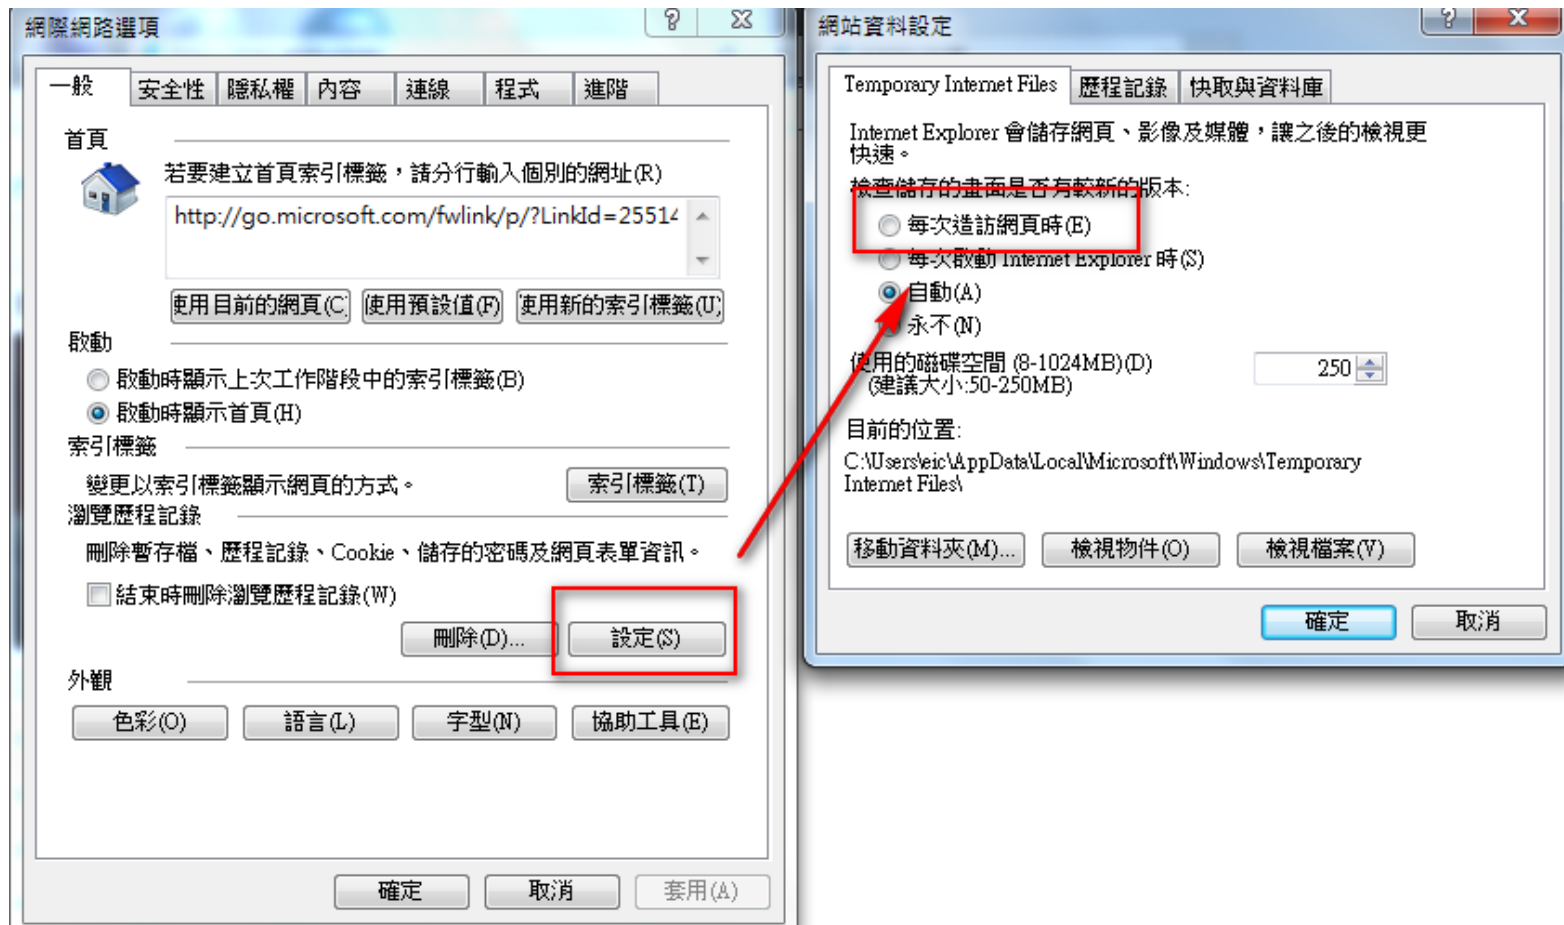 網際網路選項
一般 安全性 隱私權 內容 連線 程式 進階
首頁
若要建立首頁索引標籤，請分行輸入個別的網址(R)
http://go.microsoft.com/fwlink/p/?LinkId=25514
使用目前的網頁(C) 使用預設值(F) 使用新的索引標籤(U)
啟動
啟動時顯示上次工作階段中的索引標籤(B)
啟動時顯示首頁(H)
索引標籤
變更以索引標籤顯示網頁的方式。 索引標籤(T)
瀏覽歷程記錄
刪除暫存檔、歷程記錄、Cookie、儲存的密碼及網頁表單資訊。
結束時刪除瀏覽歷程記錄(W)
刪除(D)... 設定(S)
外觀
色彩(O) 語言(L) 字型(N) 協助工具(E)
確定 取消 套用(A)
網站資料設定
Temporary Internet Files 歷程記錄 快取與資料庫
Internet Explorer 會儲存網頁、影像及媒體，讓之後的檢視更
快速。
檢查儲存的畫面是否有較新的版本:
每次造訪網頁時(E)
每次啟動 Internet Explorer 時(S)
自動(A)
永不(N)
使用的磁碟空間 (8-1024MB)(D) 250
(建議大小:50-250MB)
目前的位置:
C:\Users\eic\AppData\Local\Microsoft\Windows\Temporary
Internet Files\
移動資料夾(M)... 檢視物件(O) 檢視檔案(V)
確定 取消